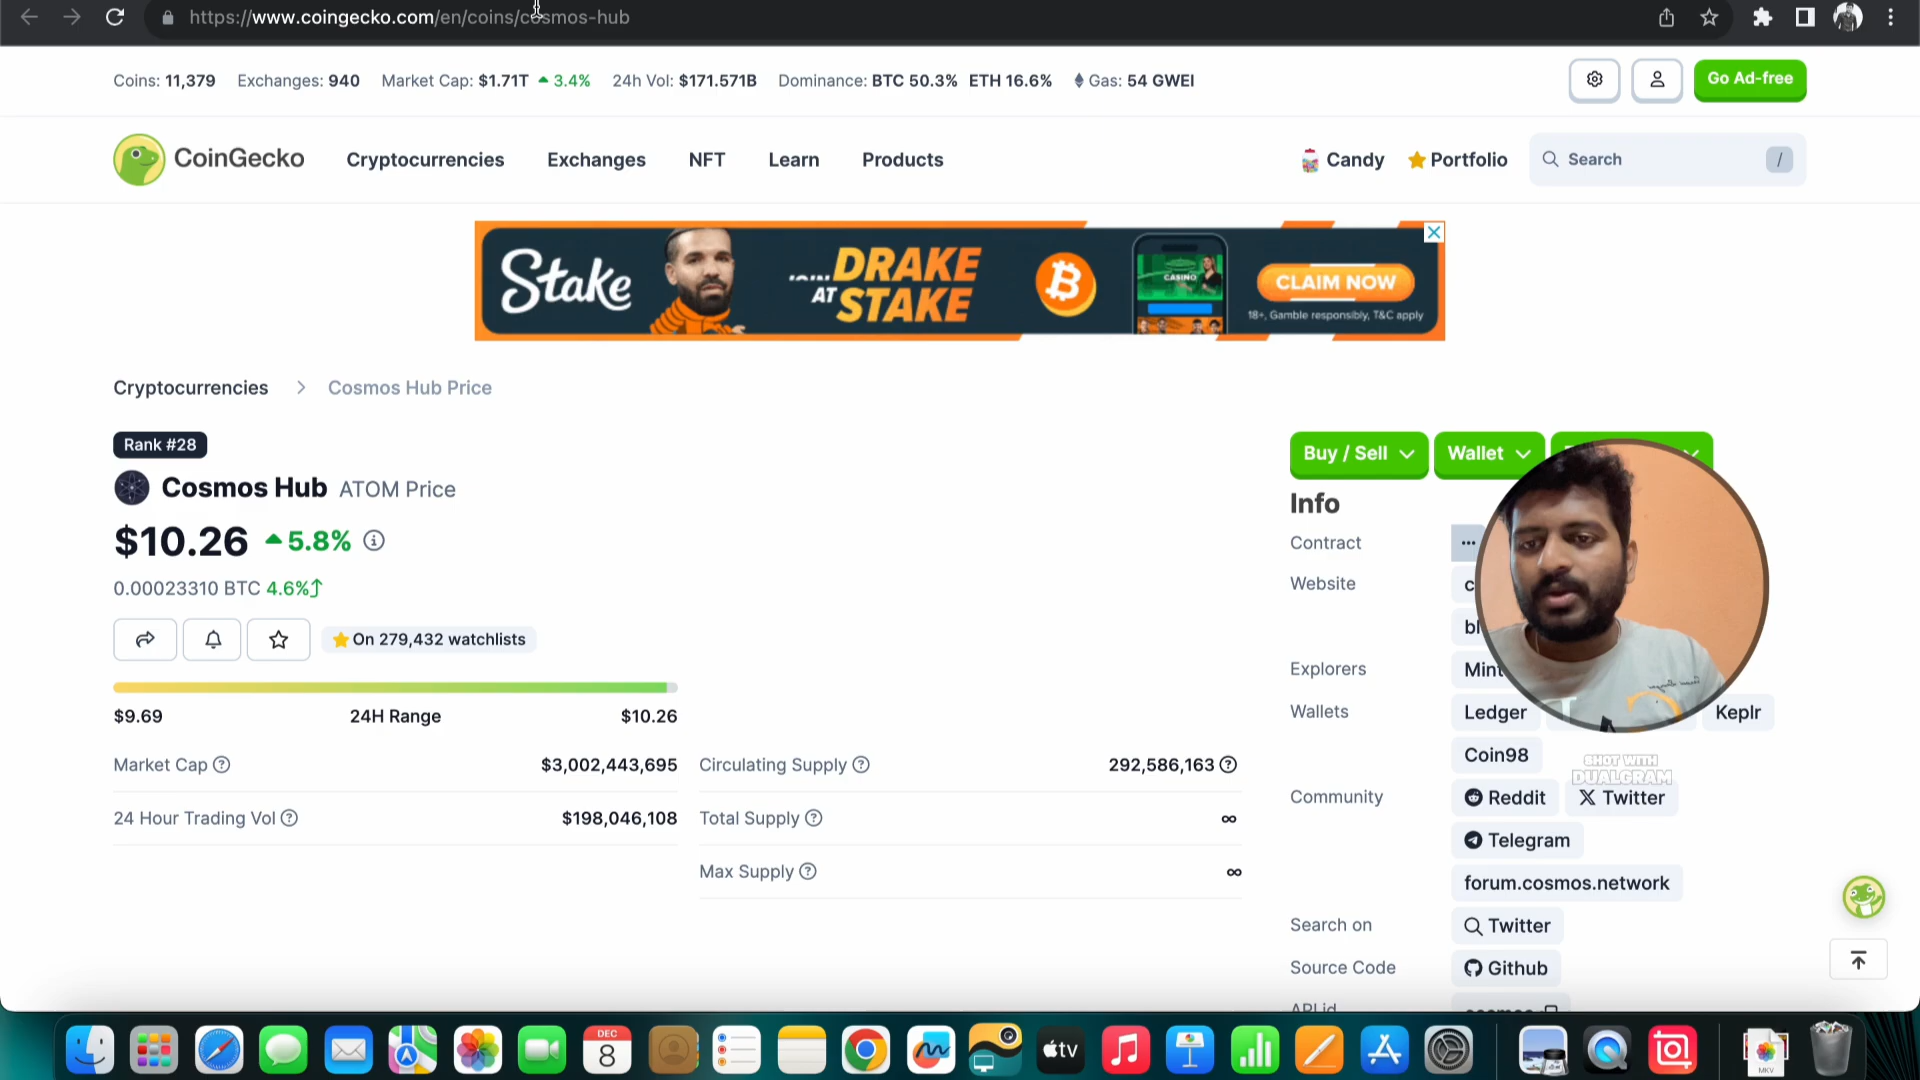 https://www.coingecko.com/en/coins/cosmos-hub
Coins: 11,379 Exchanges: 940 Market Cap: $1.71T 3.4% 24h Vol: $171.571B Dominance: BTC 50.3% ETH 16.6% Gas: 54 GWEI
Go Ad-free
CoinGecko Cryptocurrencies Exchanges NFT Learn Products Candy Portfolio Search /
Stake JOIN DRAKE AT STAKE
CASINO
CLAIM NOW
18+, Gamble responsibly, T&C apply
Cryptocurrencies > Cosmos Hub Price
Rank #28
Cosmos Hub ATOM Price
$10.26 5.8%
0.00023310 BTC 4.6%
On 279,432 watchlists
$9.69 24H Range $10.26
Market Cap $3,002,443,695
24 Hour Trading Vol $198,046,108
Circulating Supply 292,586,163
Total Supply ∞
Max Supply ∞
Buy / Sell Wallet
Info
Contract ...
Website
Explorers Mint
Wallets Ledger Keplr
Coin98
SHOT WITH
DUALGRAM
Community Reddit Twitter
Telegram
forum.cosmos.network
Search on Twitter
Source Code Github
API id cosmos
DEC
8
tv
MKV